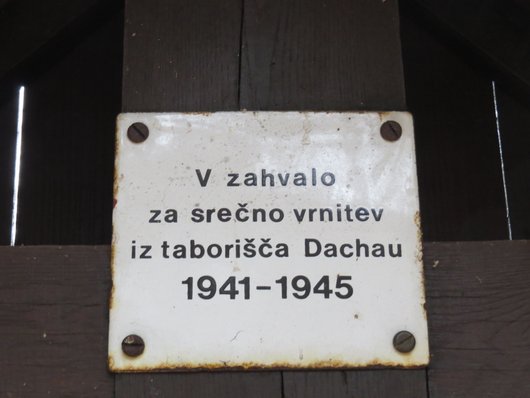 V zahvalo
za srečno vrnitev
iz taborišča Dachau
1941-1945